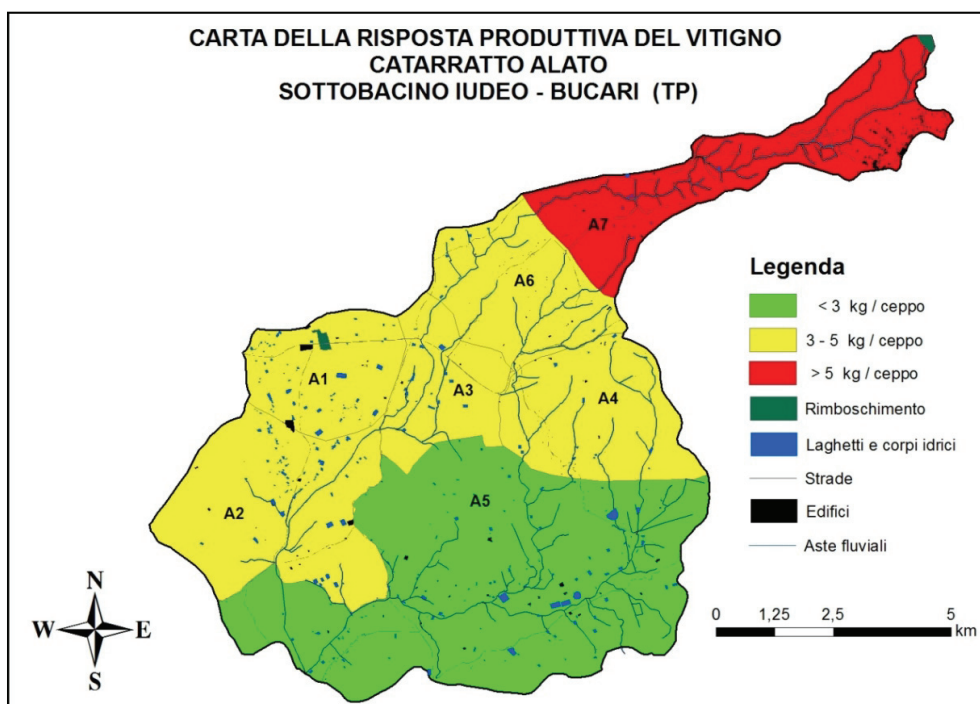 CARTA DELLA RISPOSTA PRODUTTIVA DEL VITIGNO
CATARRATTO ALATO
SOTTOBACINO IUDEO - BUCARI (TP)
A7
A6
A1
A3
A4
A2
A5
Legenda
< 3 kg / ceppo
3 - 5 kg / ceppo
> 5 kg / ceppo
Rimboschimento
Laghetti e corpi idrici
Strade
Edifici
Aste fluviali
N
W E
S
0 1,25 2,5 5
km